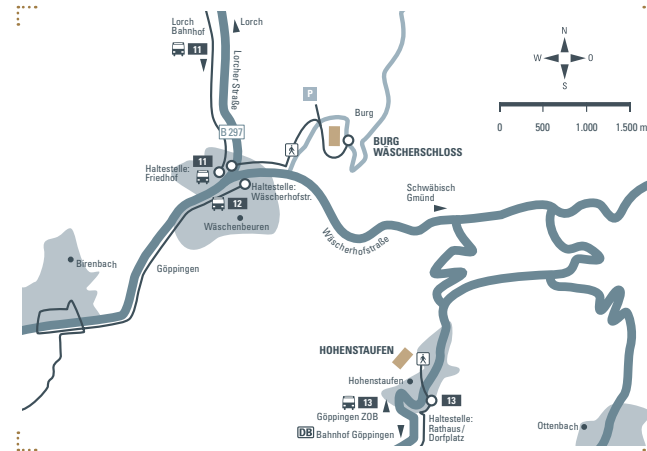 Lorch
Bahnhof
11
Lorch
Lorcher Straße
B 297
P
Burg
BURG
WÄSCHERSCHLOSS
N
W
O
S
0 500 1.000 1.500 m
11
Haltestelle:
Friedhof
Haltestelle:
Wäscherhofstr.
12
Wäschenbeuren
Schwäbisch
Gmünd
Wäscherhofstraße
Birenbach
Göppingen
HOHENSTAUFEN
Hohenstaufen
13
Göppingen ZOB
DB Bahnhof Göppingen
13
Haltestelle:
Rathaus/
Dorfplatz
Ottenbach